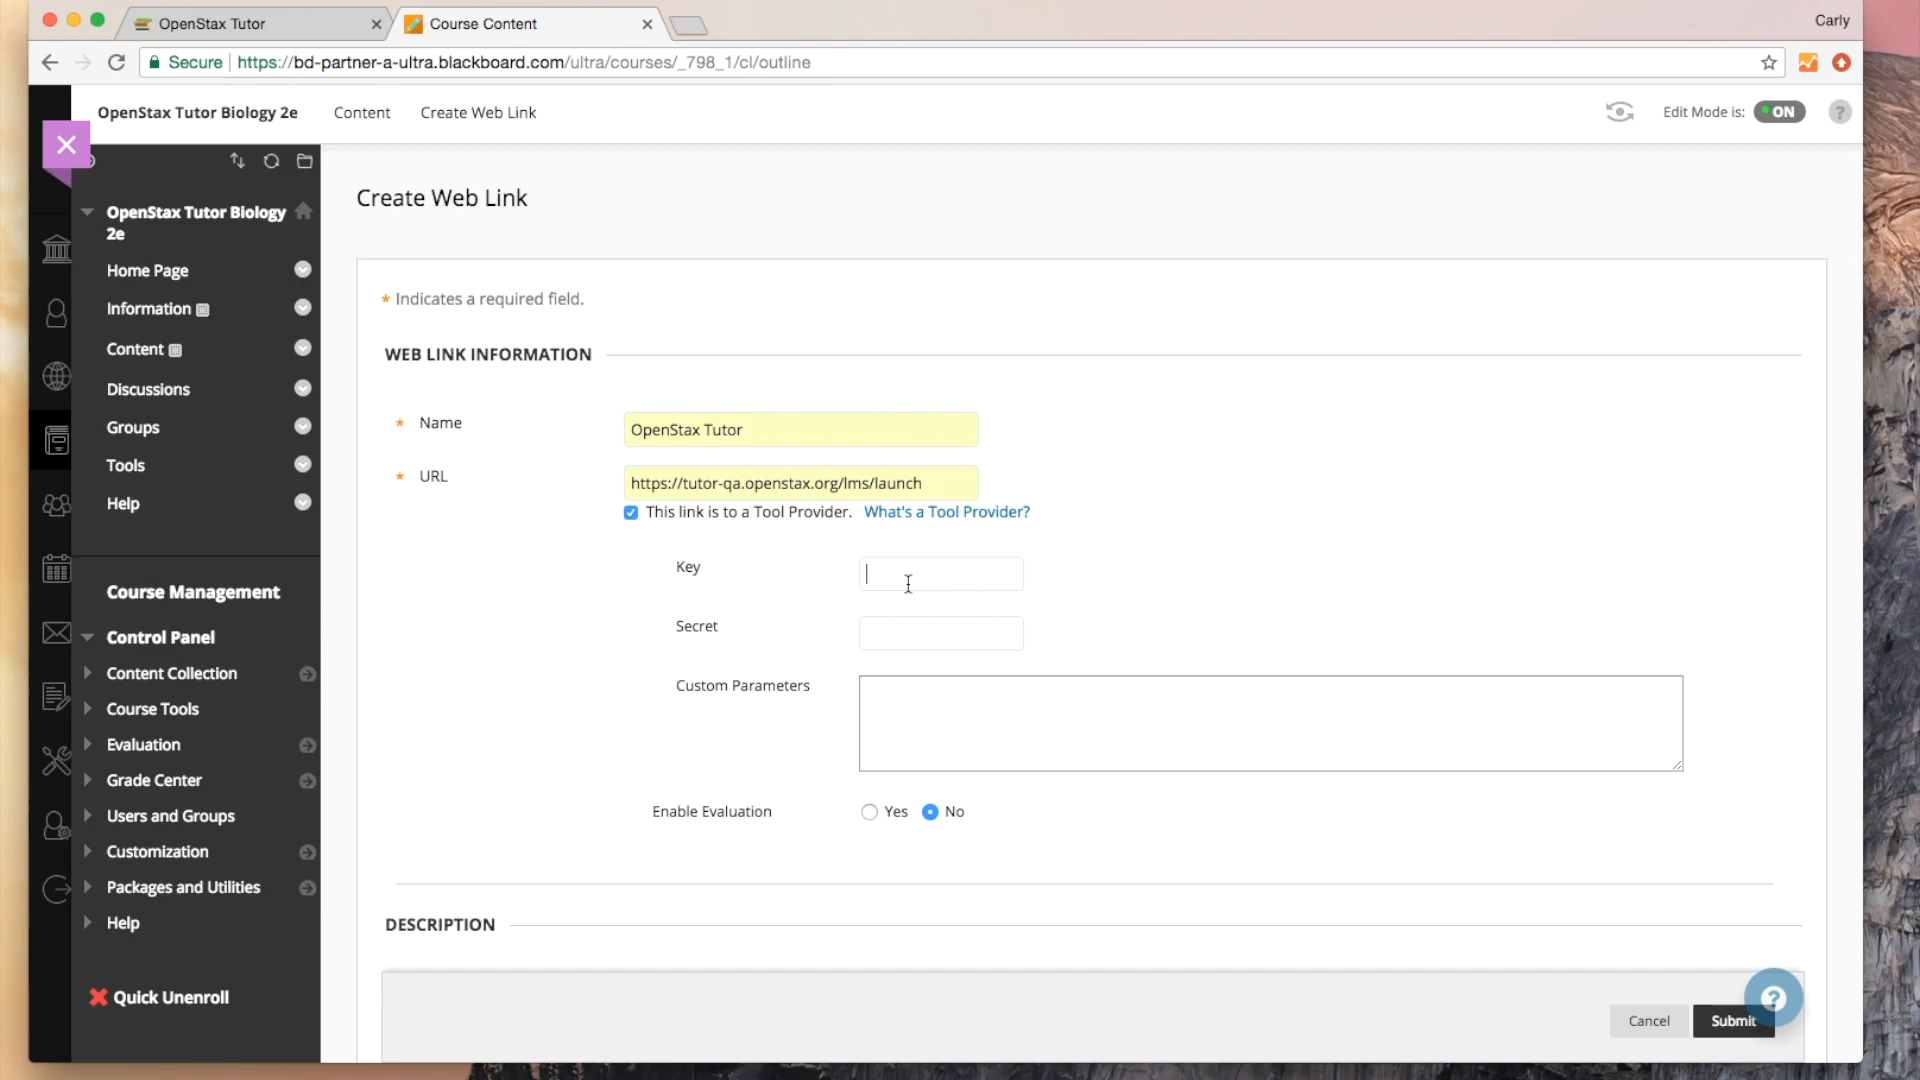 OpenStax Tutor
Course Content
Carly
Secure
https://bd-partner-a-ultra.blackboard.com/ultra/courses/_798_1/cl/outline
OpenStax Tutor Biology 2e
Content
Create Web Link
Edit Mode is:
ON
?
OpenStax Tutor Biology
2e
Home Page
Information
Content
Discussions
Groups
Tools
Help
Course Management
Control Panel
Content Collection
Course Tools
Evaluation
Grade Center
Users and Groups
Customization
Packages and Utilities
Help
Quick Unenroll
Create Web Link
* Indicates a required field.
WEB LINK INFORMATION
* Name
OpenStax Tutor
* URL
https://tutor-qa.openstax.org/lms/launch
This link is to a Tool Provider. What's a Tool Provider?
Key
Secret
Custom Parameters
Enable Evaluation
Yes
No
DESCRIPTION
?
Cancel
Submit